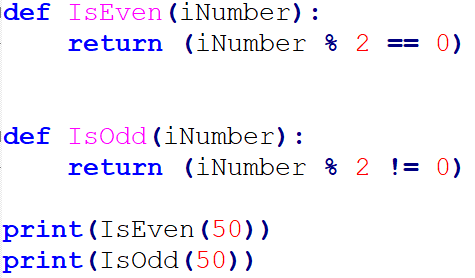 def IsEven(iNumber):
    return (iNumber % 2 == 0)
def IsOdd(iNumber):
    return (iNumber % 2 != 0)
print(IsEven(50))
print(IsOdd(50))